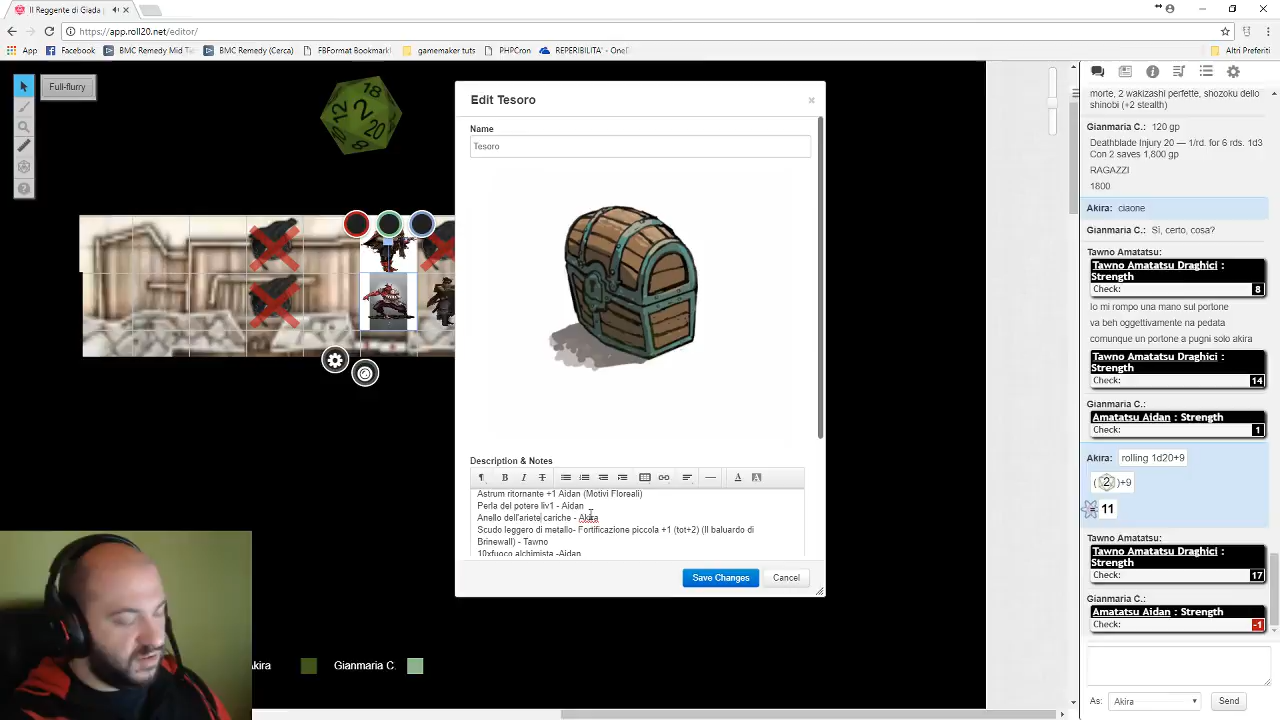 Il Reggente di Giada
https://app.roll20.net/editor/
App
Facebook
BMC Remedy Mid Tie
BMC Remedy (Cerca)
FBFormat Bookmark
gamemaker tuts
PHPCron
REPERIBILITA' - OneD
Altri Preferiti
Full-flurry
18
12
2
20
8
Edit Tesoro
Name
Tesoro
Description & Notes
Astrum ritornante +1 Aidan (Motivi Floreali)
Perla del potere liv1 - Aidan
Anello dell'ariete cariche - Akira
Scudo leggero di metallo- Fortificazione piccola +1 (tot+2) (Il baluardo di
Brinewall) - Tawno
10xfuoco alchimista -Aidan
Save Changes
Cancel
morte, 2 wakizashi perfette, shozoku dello
shinobi (+2 stealth)
Gianmaria C.: 120 gp
Deathblade Injury 20 — 1/rd. for 6 rds. 1d3
Con 2 saves 1,800 gp
RAGAZZI
1800
Akira: ciaone
Gianmaria C.: Sì, certo, cosa?
Tawno Amatatsu:
Tawno Amatatsu Draghici :
Strength
Check: 8
Io mi rompo una mano sul portone
va beh oggettivamente na pedata
comunque un portone a pugni solo akira
Tawno Amatatsu Draghici :
Strength
Check: 14
Gianmaria C.:
Amatatsu Aidan : Strength
Check: 1
Akira: rolling 1d20+9
(2)+9
= 11
Tawno Amatatsu:
Tawno Amatatsu Draghici :
Strength
Check: 17
Gianmaria C.:
Amatatsu Aidan : Strength
Check: -1
As: Akira
Send
Akira
Gianmaria C.